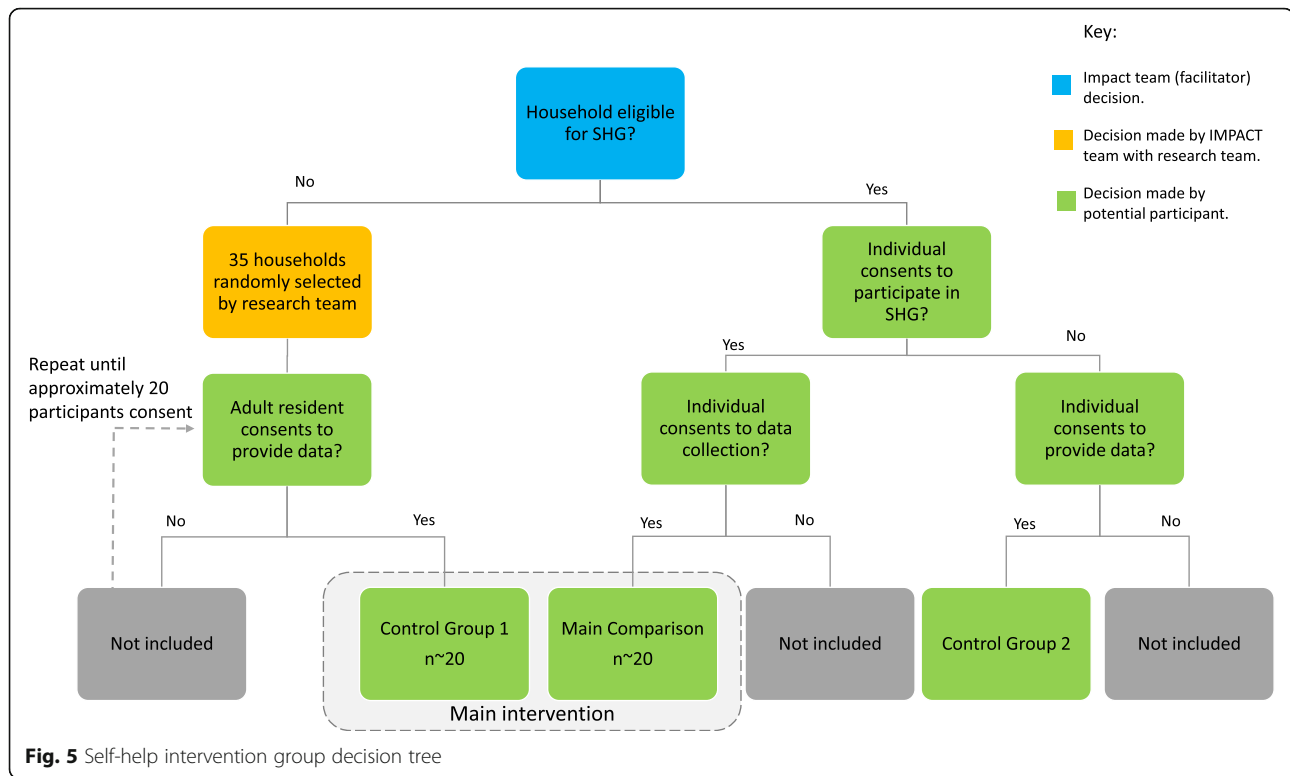 Key:
Impact team (facilitator)
decision.
Decision made by IMPACT
team with research team.
Decision made by
potential participant.
Household eligible
for SHG?
No
Yes
35 households
randomly selected
by research team
Individual
consents to
participate in
SHG?
Repeat until
approximately 20
participants consent
Yes
No
Adult resident
consents to
provide data?
Individual
consents to data
collection?
Individual
consents to
provide data?
No
Yes
Yes
No
Yes
No
Not included
Control Group 1
n~20
Main Comparison
n~20
Not included
Control Group 2
Not included
Main intervention
Fig. 5 Self-help intervention group decision tree